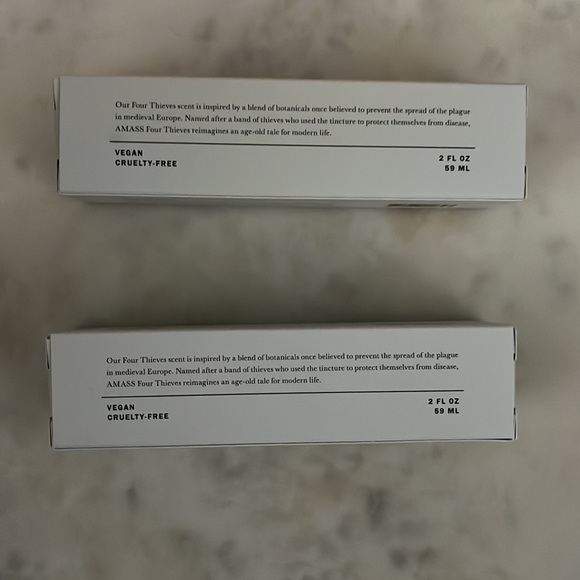 Our Four Thieves scent is inspired by a blend of botanicals once believed to prevent the spread of the plague
in medieval Europe. Named after a band of thieves who used the tincture to protect themselves from disease,
AMASS Four Thieves reimagines an age-old tale for modern life.
VEGAN
CRUELTY-FREE
2 FL OZ
59 ML
Our Four Thieves scent is inspired by a blend of botanicals once believed to prevent the spread of the plague
in medieval Europe. Named after a band of thieves who used the tincture to protect themselves from disease,
AMASS Four Thieves reimagines an age-old tale for modern life.
VEGAN
CRUELTY-FREE
2 FL OZ
59 ML